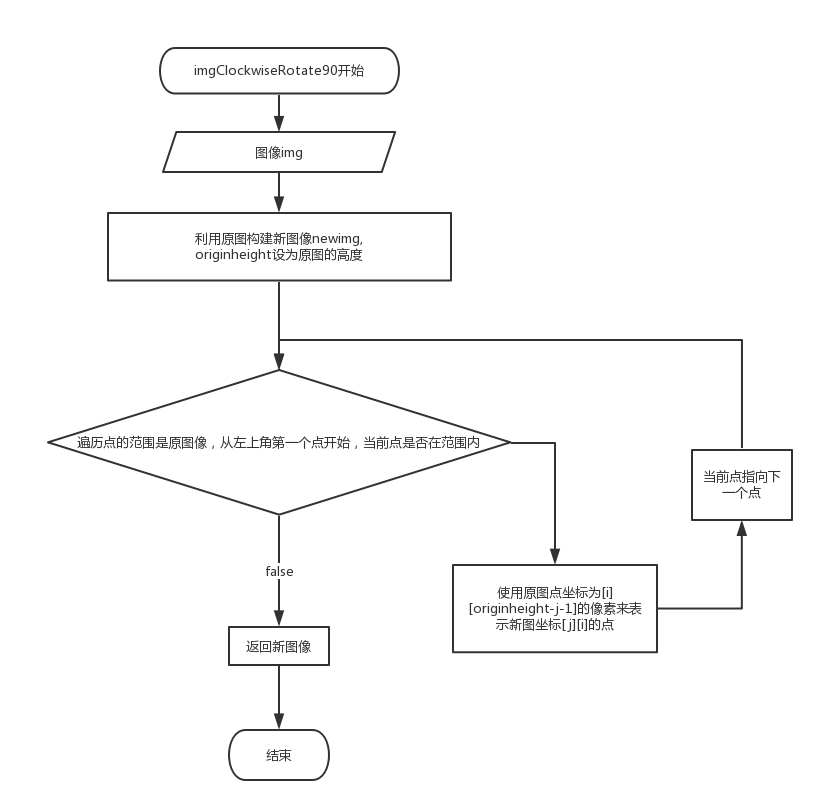 imgClockwiseRotate90开始
图像img
利用原图构建新图像newimg,
originheight设为原图的高度
遍历点的范围是原图像，从左上角第一个点开始，当前点是否在范围内
当前点指向下
一个点
false
使用原图点坐标为[i]
[originheight-j-1]的像素来表
示新图坐标[j][i]的点
返回新图像
结束